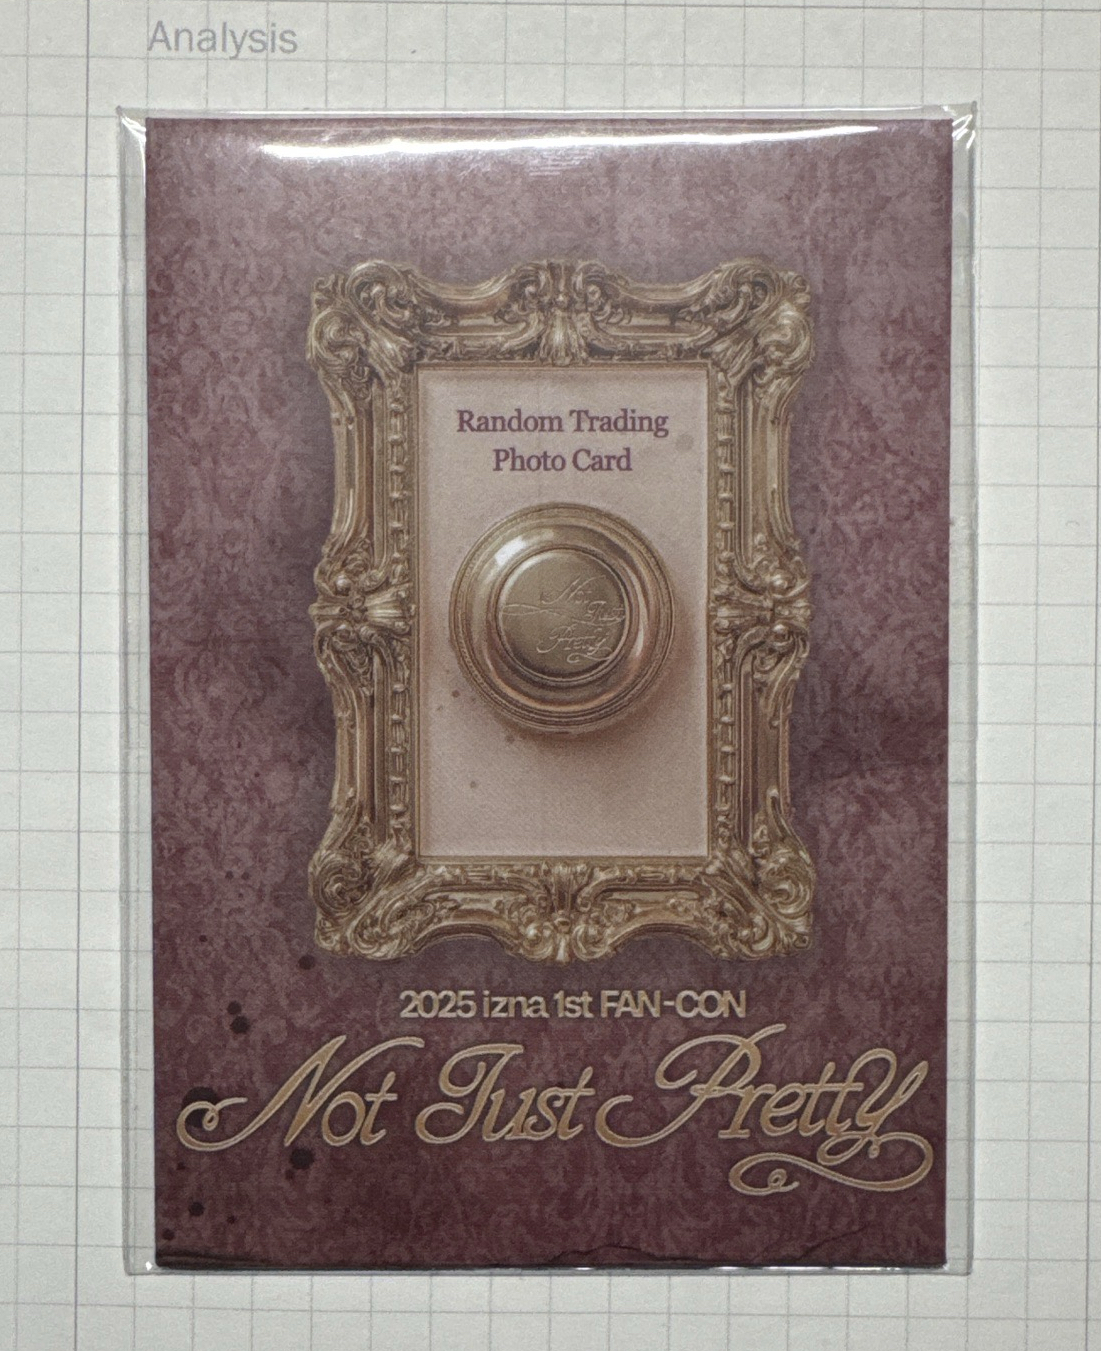 Analysis
Random Trading
Photo Card
Not
Just
Pretty
2025 izna 1st FAN-CON
Not Just Pretty